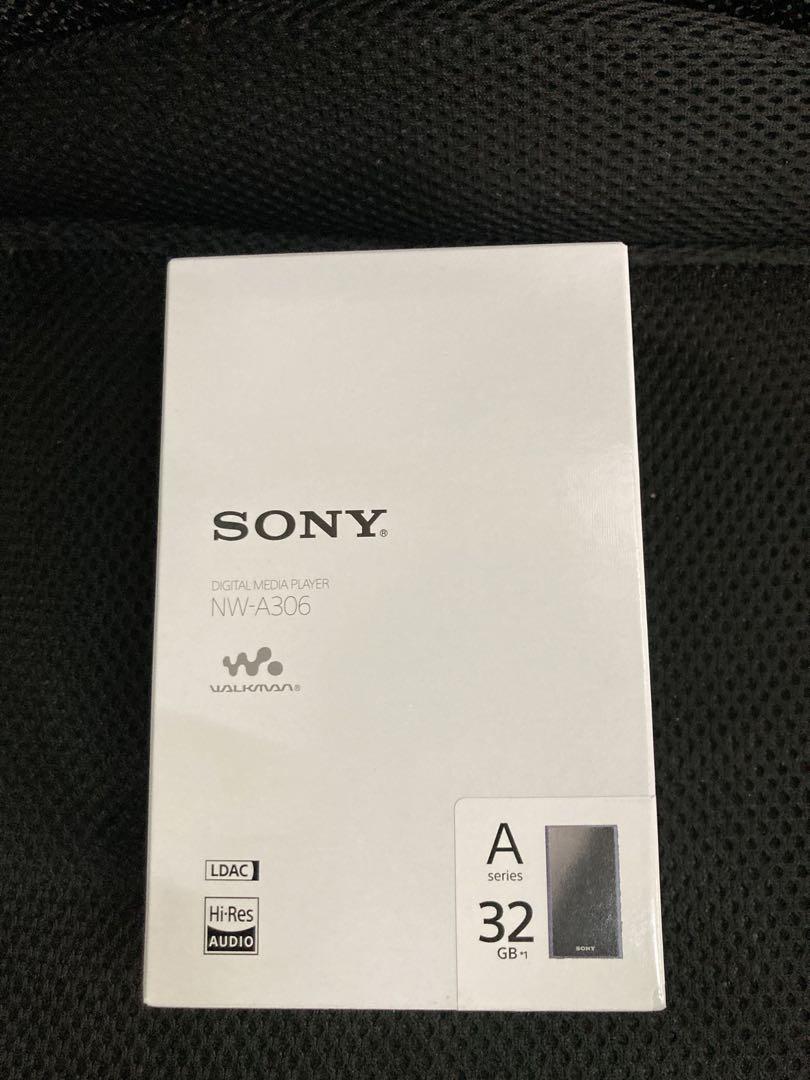 SONY®
DIGITAL MEDIA PLAYER
NW-A306
WALKMAN®
LDAC
Hi-Res
AUDIO
A
series
32
GB *1
SONY